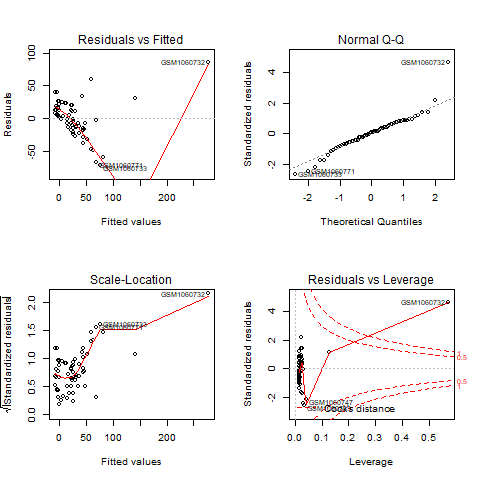 Residuals vs Fitted
Residuals
100
50
0
-50
GSM1060732
GSM1060771
GSM1060733
0 50 100 200
Fitted values
Normal Q-Q
Standardized residuals
4
2
0
-2
GSM1060732
GSM1060771
GSM1060733
-2 -1 0 1 2
Theoretical Quantiles
Scale-Location
√|Standardized residuals|
2.0
1.5
1.0
0.5
0.0
GSM1060732
0 50 100 200
Fitted values
Residuals vs Leverage
Standardized residuals
4
2
0
-2
GSM1060732
1
0.5
0.5
1
GSM1060747
Cook's distance
0.0 0.1 0.2 0.3 0.4 0.5
Leverage